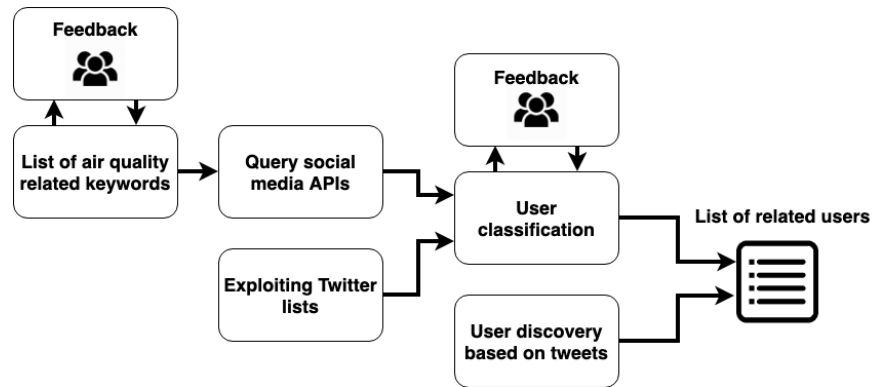 Feedback
List of air quality
related keywords
Query social
media APIs
Exploiting Twitter
lists
Feedback
User
classification
User discovery
based on tweets
List of related users